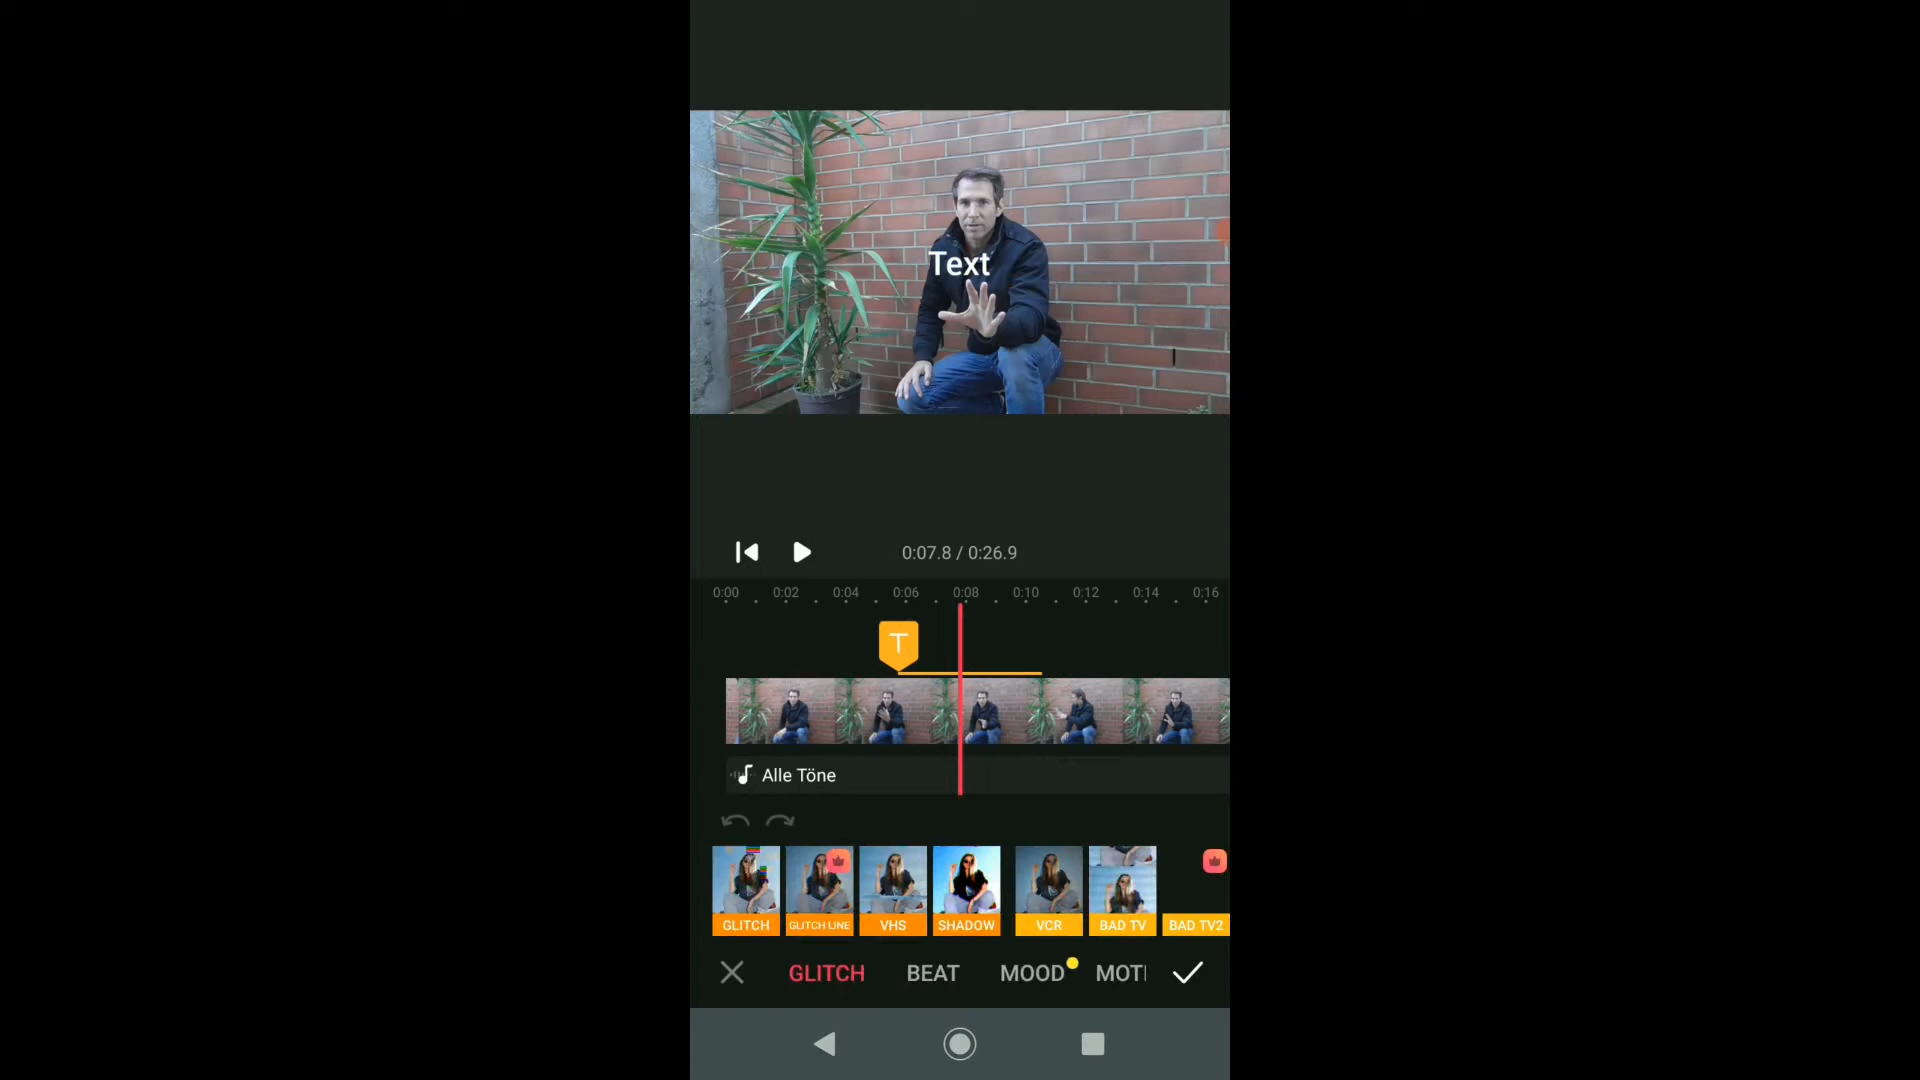 Text
0:07.8 / 0:26.9
0:00 0:02 0:04 0:06 0:08 0:10 0:12 0:14 0:16
T
Alle Töne
GLITCH GLITCH LINE VHS SHADOW VCR BAD TV BAD TV2
GLITCH BEAT MOOD MOTI